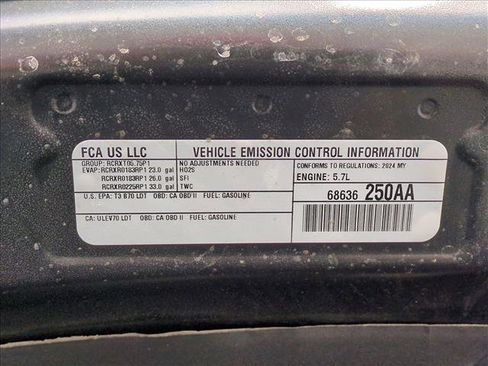 FCA US LLC
VEHICLE EMISSION CONTROL INFORMATION
GROUP: RCRXT05.75P1
EVAP:RCRXR0183RP1 23.0 gal
RCRXR0183RP1 26.0 gal
RCRXR0225RP1 33.0 gal
NO ADJUSTMENTS NEEDED
HO2S
SFI
TWC
CONFORMS TO REGULATIONS: 2024 MY
ENGINE: 5.7L
U.S. EPA: T3 B70 LDT OBD: CA OBD II FUEL: GASOLINE
CA: ULEV70 LDT OBD: CA OBD II FUEL: GASOLINE
68636 250AA